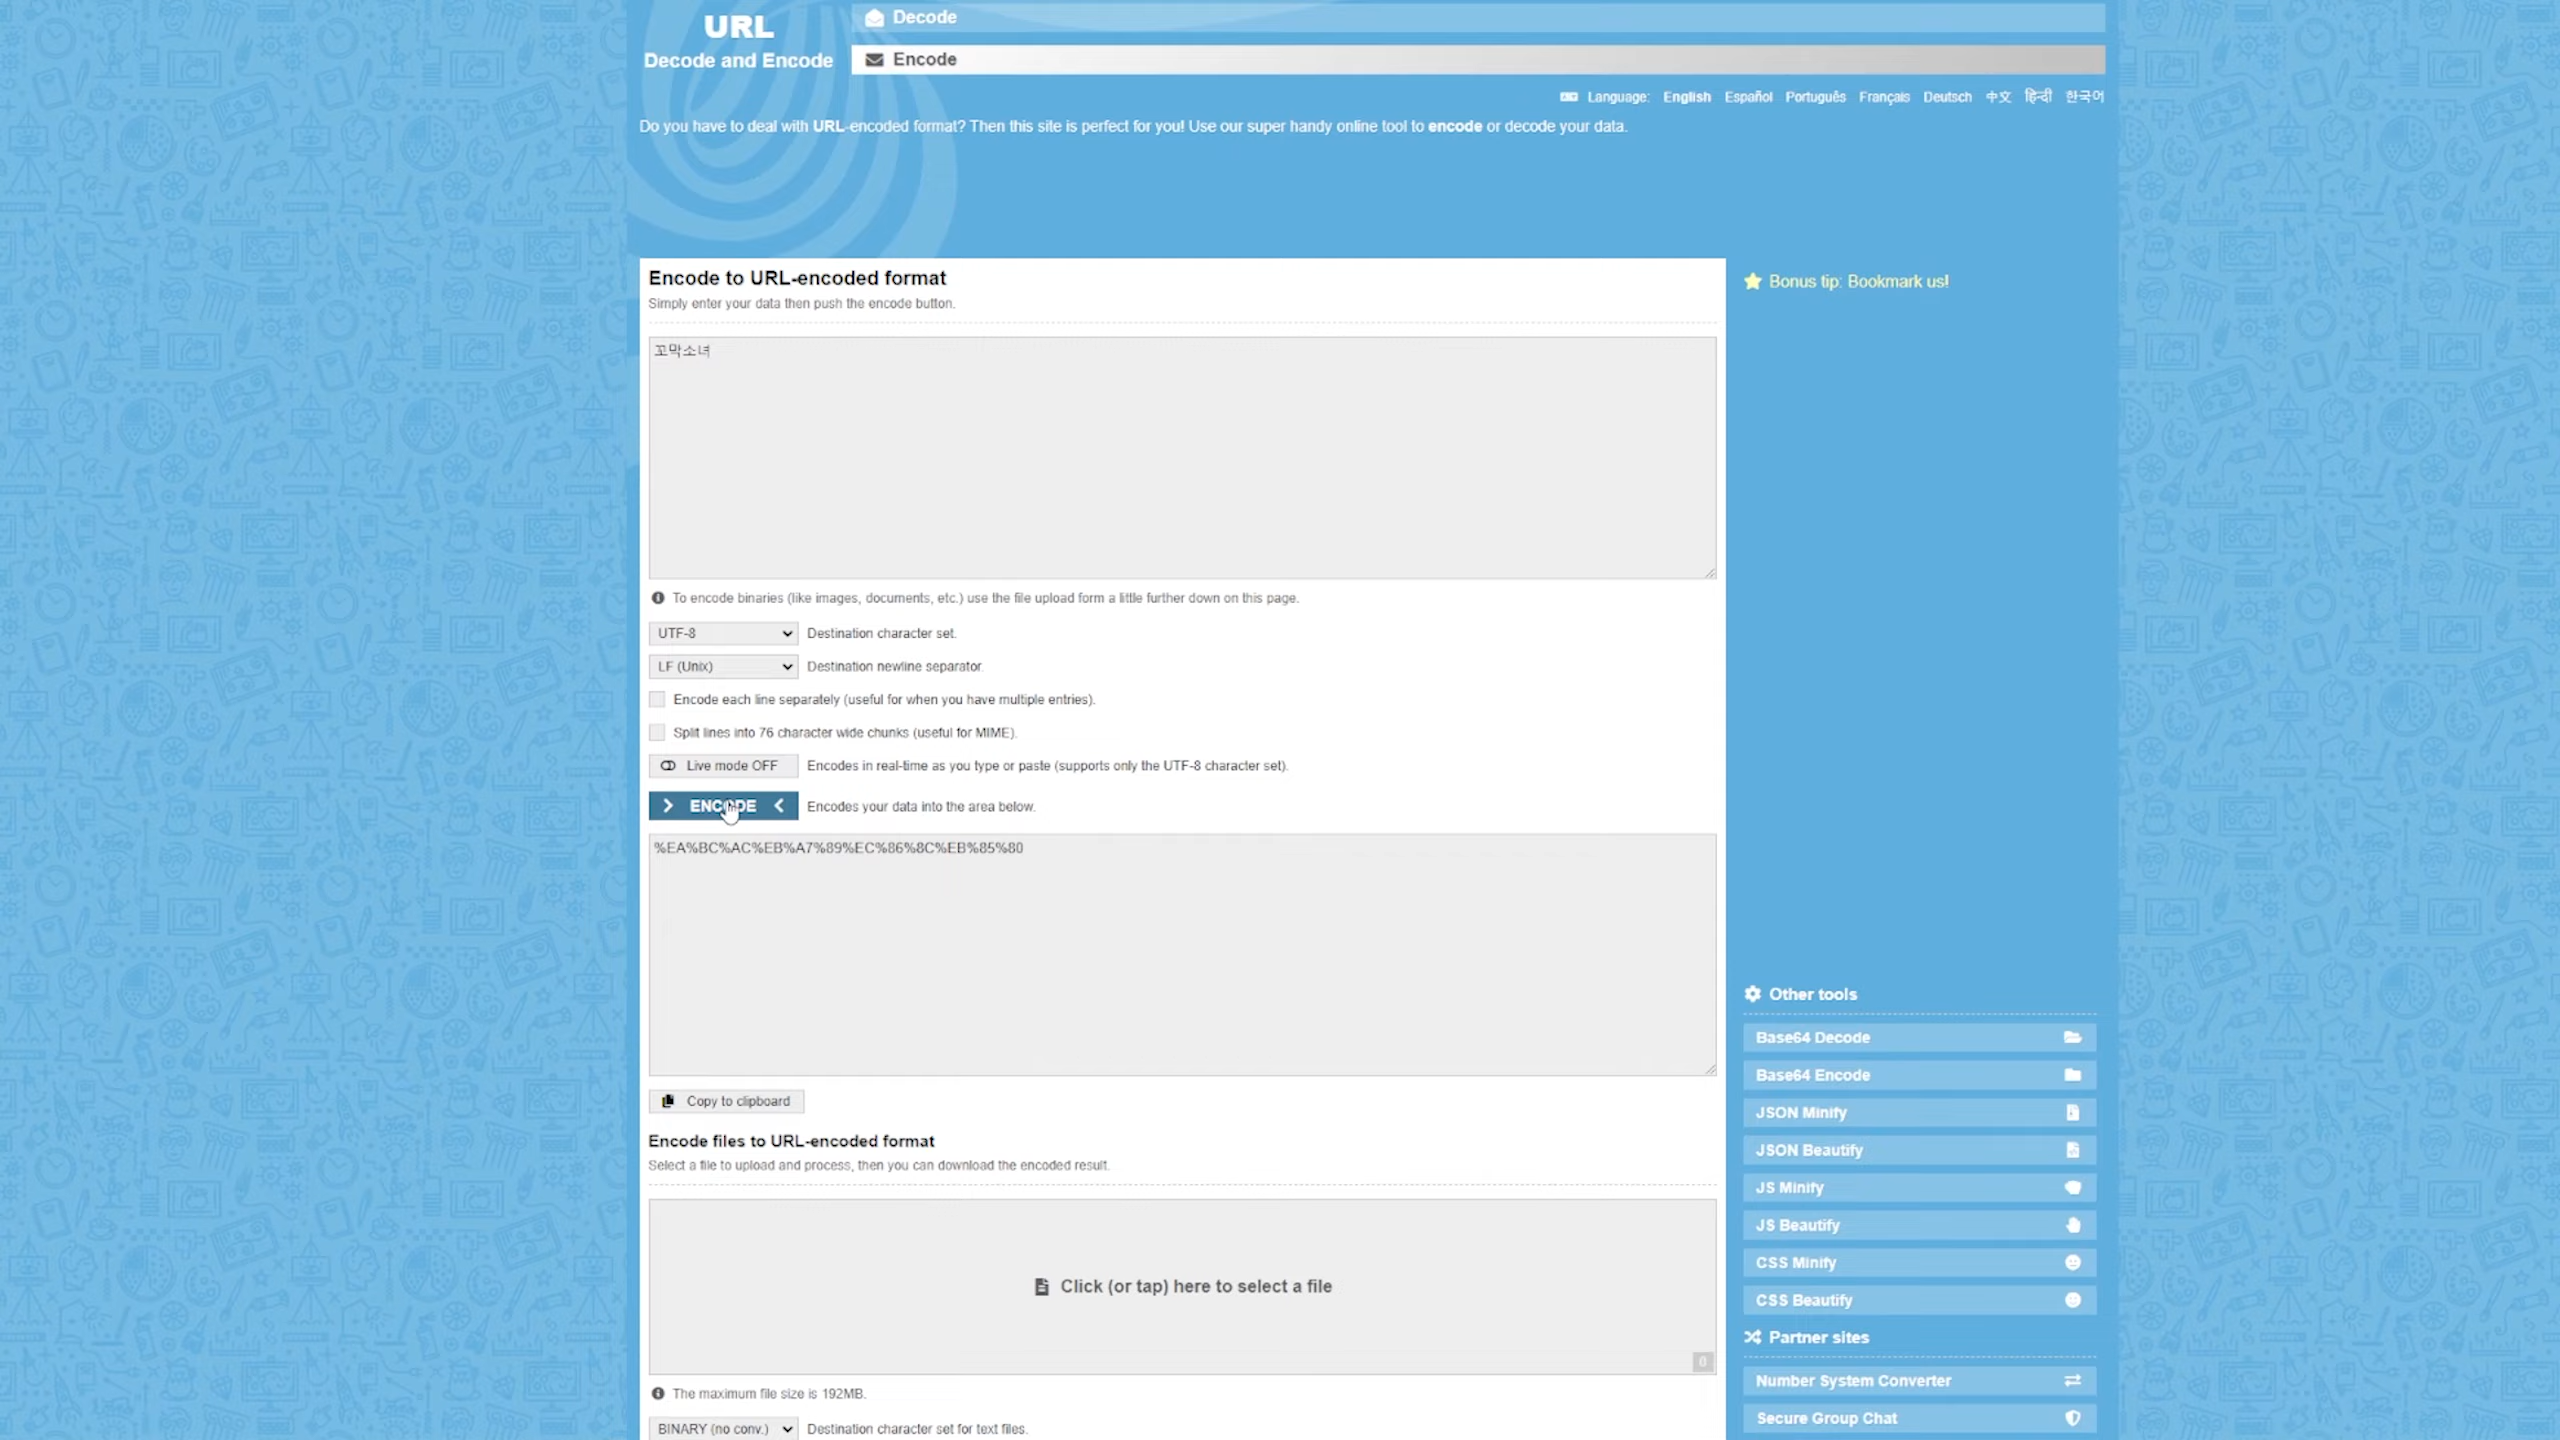 URL
Decode and Encode
Decode
Encode
Language: English Español Português Français Deutsch 中文 हिन्दी 한국어
Do you have to deal with URL-encoded format? Then this site is perfect for you! Use our super handy online tool to encode or decode your data.
Encode to URL-encoded format
Simply enter your data then push the encode button.
Bonus tip: Bookmark us!
꼬막소녀
To encode binaries (like images, documents, etc.) use the file upload form a little further down on this page.
UTF-8 Destination character set.
LF (Unix) Destination newline separator.
Encode each line separately (useful for when you have multiple entries).
Split lines into 76 character wide chunks (useful for MIME).
Live mode OFF Encodes in real-time as you type or paste (supports only the UTF-8 character set).
ENCODE Encodes your data into the area below.
%EA%BC%AC%EB%A7%89%EC%86%8C%EB%85%80
Copy to clipboard
Encode files to URL-encoded format
Select a file to upload and process, then you can download the encoded result.
Click (or tap) here to select a file
0
The maximum file size is 192MB.
BINARY (no conv.) Destination character set for text files.
Other tools
Base64 Decode
Base64 Encode
JSON Minify
JSON Beautify
JS Minify
JS Beautify
CSS Minify
CSS Beautify
Partner sites
Number System Converter
Secure Group Chat